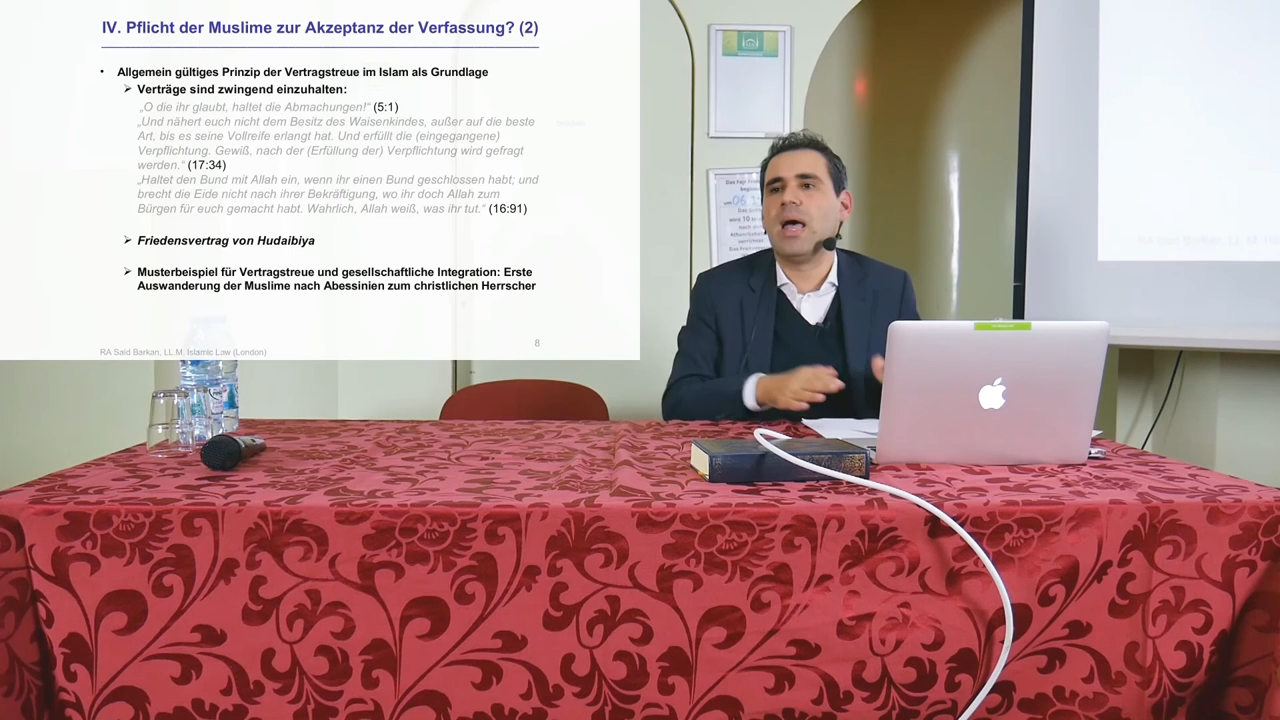 IV. Pflicht der Muslime zur Akzeptanz der Verfassung? (2)
• Allgemein gültiges Prinzip der Vertragstreue im Islam als Grundlage
➢ Verträge sind zwingend einzuhalten:
„O die ihr glaubt, haltet die Abmachungen!“ (5:1)
„Und nähert euch nicht dem Besitz des Waisenkindes, außer auf die beste
Art, bis es seine Vollreife erlangt hat. Und erfüllt die (eingegangene)
Verpflichtung. Gewiß, nach der (Erfüllung der) Verpflichtung wird gefragt
werden.“ (17:34)
„Haltet den Bund mit Allah ein, wenn ihr einen Bund geschlossen habt; und
brecht die Eide nicht nach ihrer Bekräftigung, wo ihr doch Allah zum
Bürgen für euch gemacht habt. Wahrlich, Allah weiß, was ihr tut.“ (16:91)
➢ Friedensvertrag von Hudaibiya
➢ Musterbeispiel für Vertragstreue und gesellschaftliche Integration: Erste
Auswanderung der Muslime nach Abessinien zum christlichen Herrscher
8
RA Said Barkan, LL.M. Islamic Law (London)